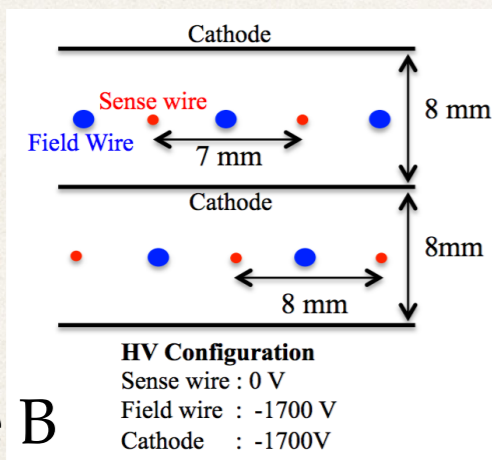 Cathode
Sense wire
8 mm
Field Wire
7 mm
Cathode
8mm
8 mm
HV Configuration
Sense wire : 0 V
Field wire : -1700 V
B
Cathode : -1700V